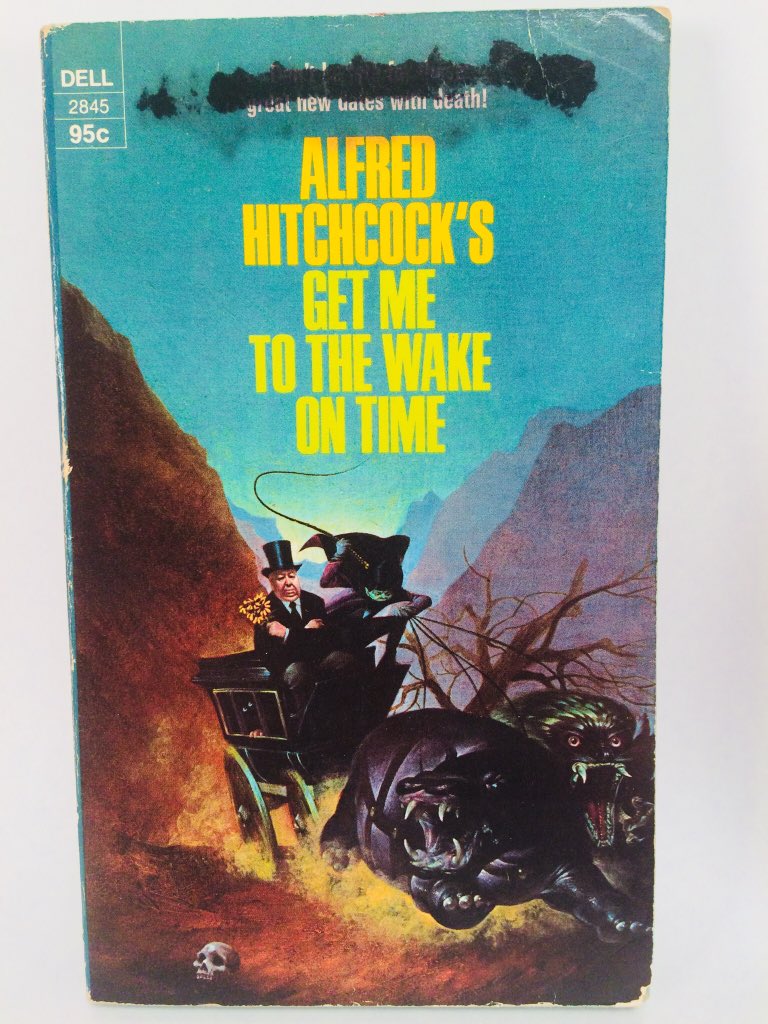 DELL
2845
95c
great new dates with death!
ALFRED
HITCHCOCK'S
GET ME
TO THE WAKE
ON TIME